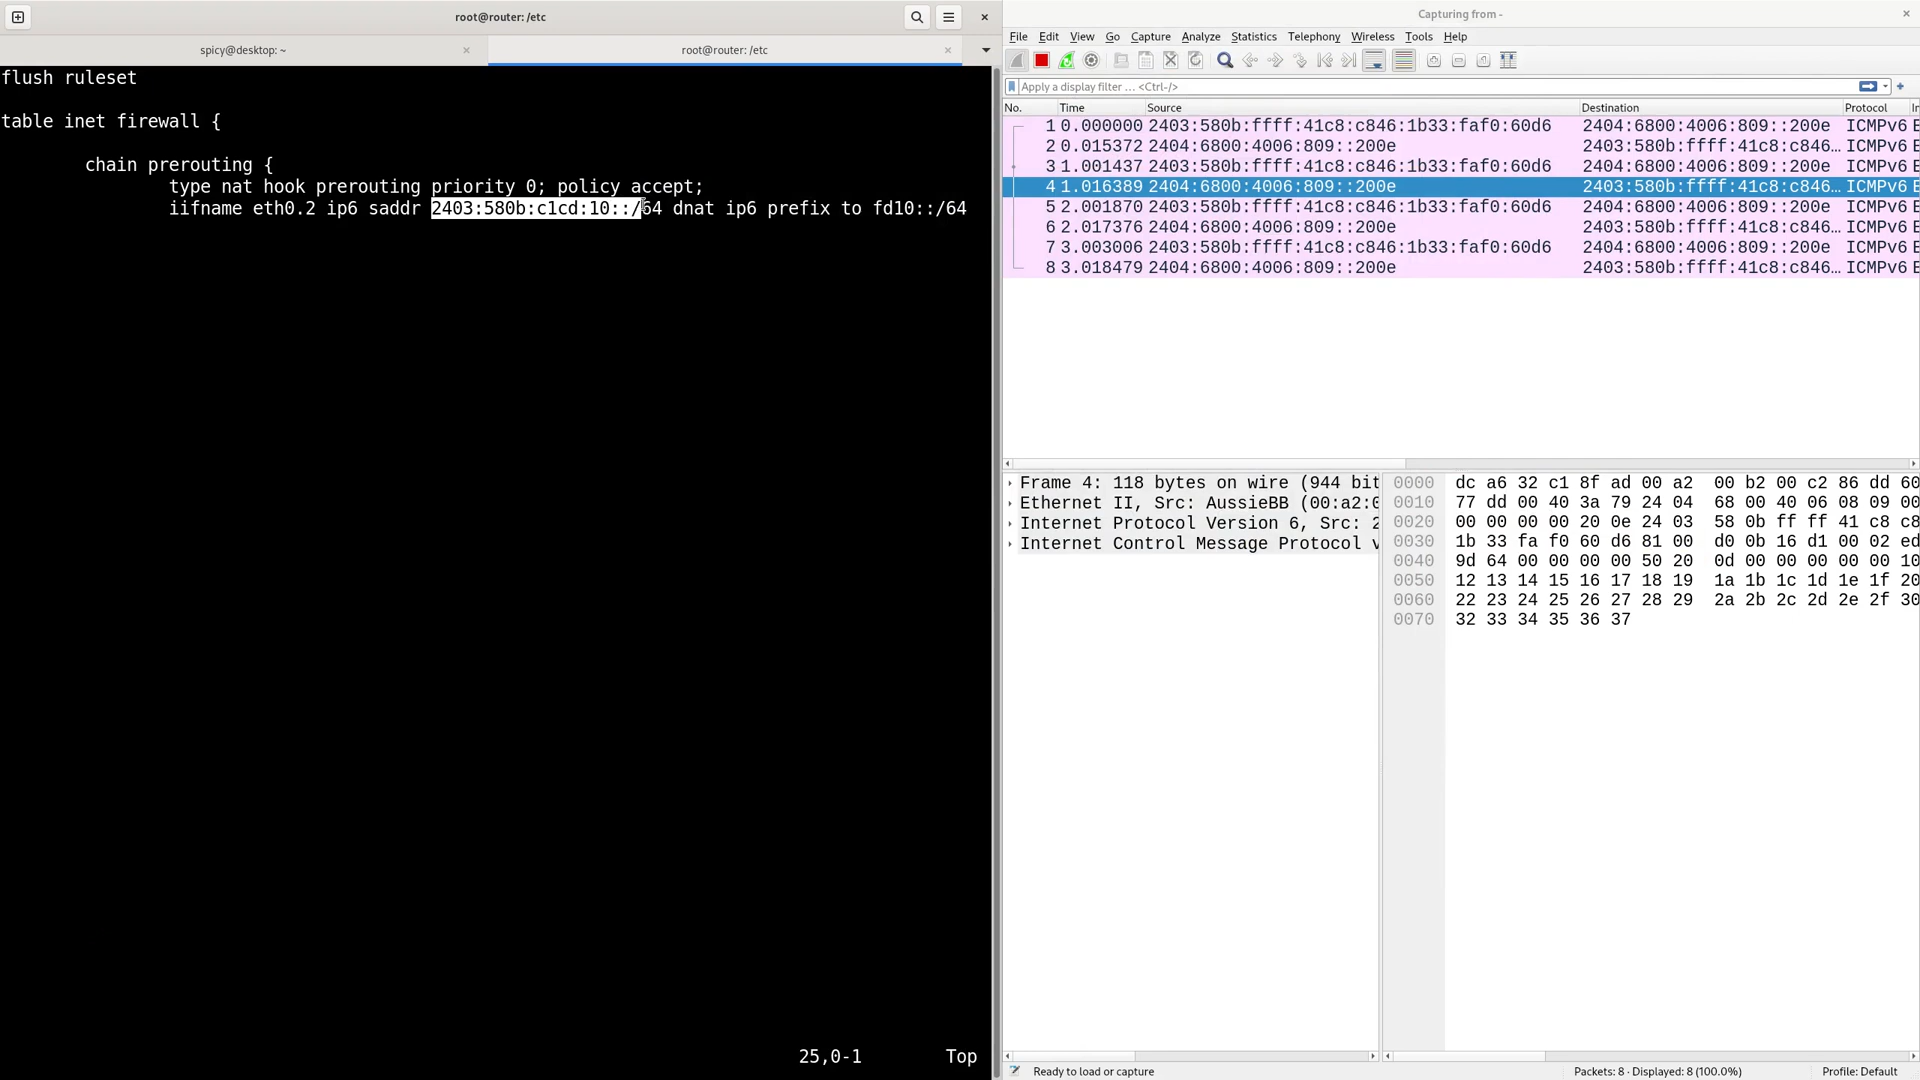 root@router: /etc
spicy@desktop: ~
root@router: /etc
flush ruleset
table inet firewall {
chain prerouting {
type nat hook prerouting priority 0; policy accept;
iifname eth0.2 ip6 saddr 2403:580b:c1cd:10::/64 dnat ip6 prefix to fd10::/64
25,0-1 Top
Capturing from -
File Edit View Go Capture Analyze Statistics Telephony Wireless Tools Help
Apply a display filter … <Ctrl-/>
No. Time Source Destination Protocol
1 0.000000 2403:580b:ffff:41c8:c846:1b33:faf0:60d6 2404:6800:4006:809::200e ICMPv6
2 0.015372 2404:6800:4006:809::200e 2403:580b:ffff:41c8:c846… ICMPv6
3 1.001437 2403:580b:ffff:41c8:c846:1b33:faf0:60d6 2404:6800:4006:809::200e ICMPv6
4 1.016389 2404:6800:4006:809::200e 2403:580b:ffff:41c8:c846… ICMPv6
5 2.001870 2403:580b:ffff:41c8:c846:1b33:faf0:60d6 2404:6800:4006:809::200e ICMPv6
6 2.017376 2404:6800:4006:809::200e 2403:580b:ffff:41c8:c846… ICMPv6
7 3.003006 2403:580b:ffff:41c8:c846:1b33:faf0:60d6 2404:6800:4006:809::200e ICMPv6
8 3.018479 2404:6800:4006:809::200e 2403:580b:ffff:41c8:c846… ICMPv6
Frame 4: 118 bytes on wire (944 bit
Ethernet II, Src: AussieBB (00:a2:0
Internet Protocol Version 6, Src: 2
Internet Control Message Protocol v
0000 dc a6 32 c1 8f ad 00 a2 00 b2 00 c2 86 dd 60
0010 77 dd 00 40 3a 79 24 04 68 00 40 06 08 09 00
0020 00 00 00 00 20 0e 24 03 58 0b ff ff 41 c8 c8
0030 1b 33 fa f0 60 d6 81 00 d0 0b 16 d1 00 02 ed
0040 9d 64 00 00 00 00 50 20 0d 00 00 00 00 00 10
0050 12 13 14 15 16 17 18 19 1a 1b 1c 1d 1e 1f 20
0060 22 23 24 25 26 27 28 29 2a 2b 2c 2d 2e 2f 30
0070 32 33 34 35 36 37
Ready to load or capture
Packets: 8 · Displayed: 8 (100.0%)
Profile: Default